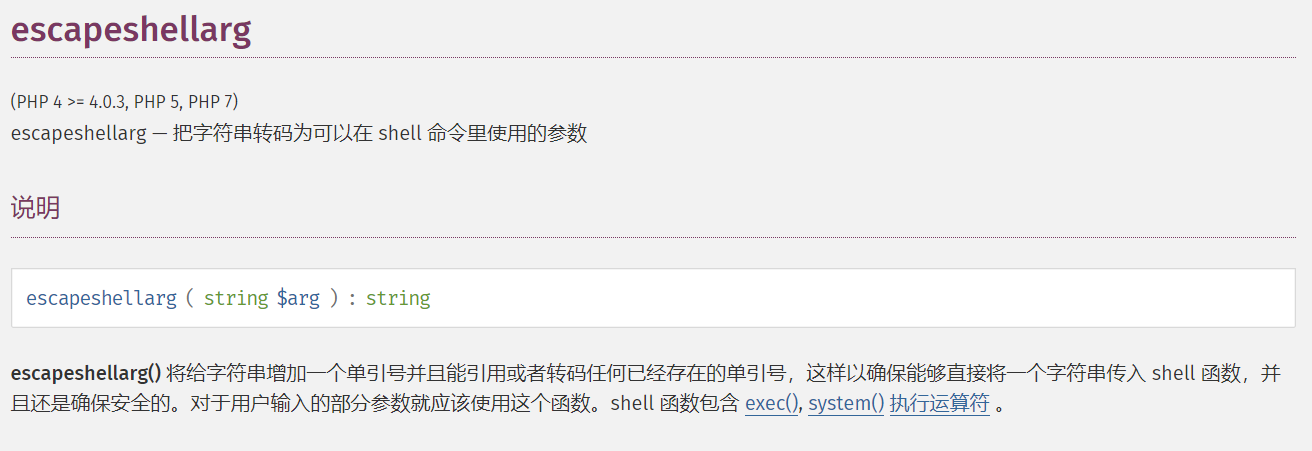 escapeshellarg
(PHP 4 >= 4.0.3, PHP 5, PHP 7)
escapeshellarg — 把字符串转码为可以在 shell 命令里使用的参数
说明
escapeshellarg ( string $arg ) : string
escapeshellarg() 将给字符串增加一个单引号并且能引用或者转码任何已经存在的单引号，这样以确保能够直接将一个字符串传入 shell 函数，并
且还是确保安全的。对于用户输入的部分参数就应该使用这个函数。shell 函数包含 exec(), system() 执行运算符 。